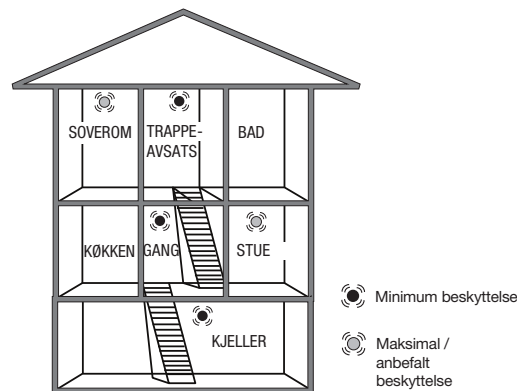 SOVEROM
TRAPPE-
AVSATS
BAD
KØKKEN
GANG
STUE
KJELLER
Minimum beskyttelse
Maksimal /
anbefalt
beskyttelse